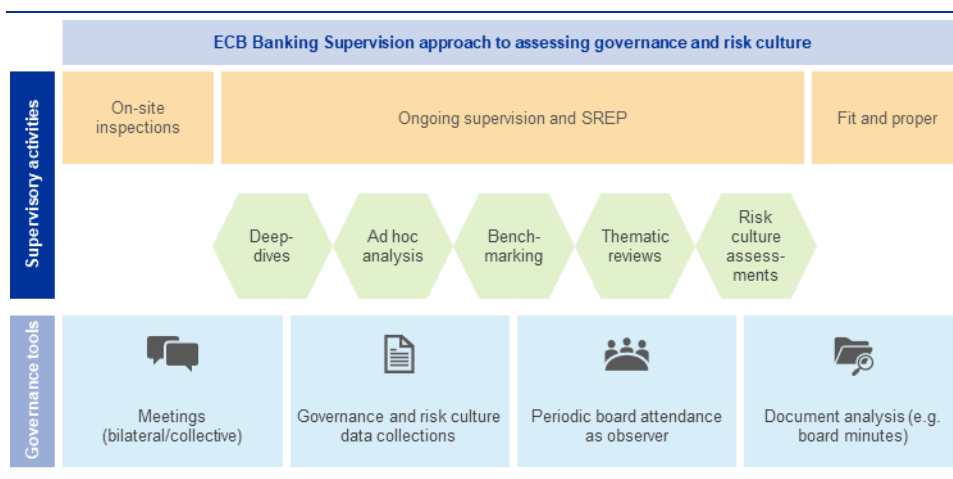 ECB Banking Supervision approach to assessing governance and risk culture
Supervisory activities
On-site
inspections
Ongoing supervision and SREP
Fit and proper
Deep-
dives
Ad hoc
analysis
Bench-
marking
Thematic
reviews
Risk
culture
assess-
ments
Governance tools
Meetings
(bilateral/collective)
Governance and risk culture
data collections
Periodic board attendance
as observer
Document analysis (e.g.
board minutes)